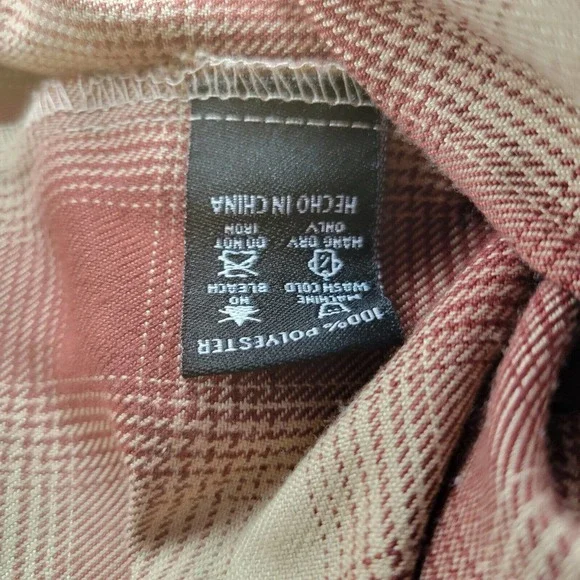 100% POLYESTER
MACHINE
WASH COLD
NO
BLEACH
HANG DRY
ONLY
DO NOT
IRON
HECHO IN CHINA